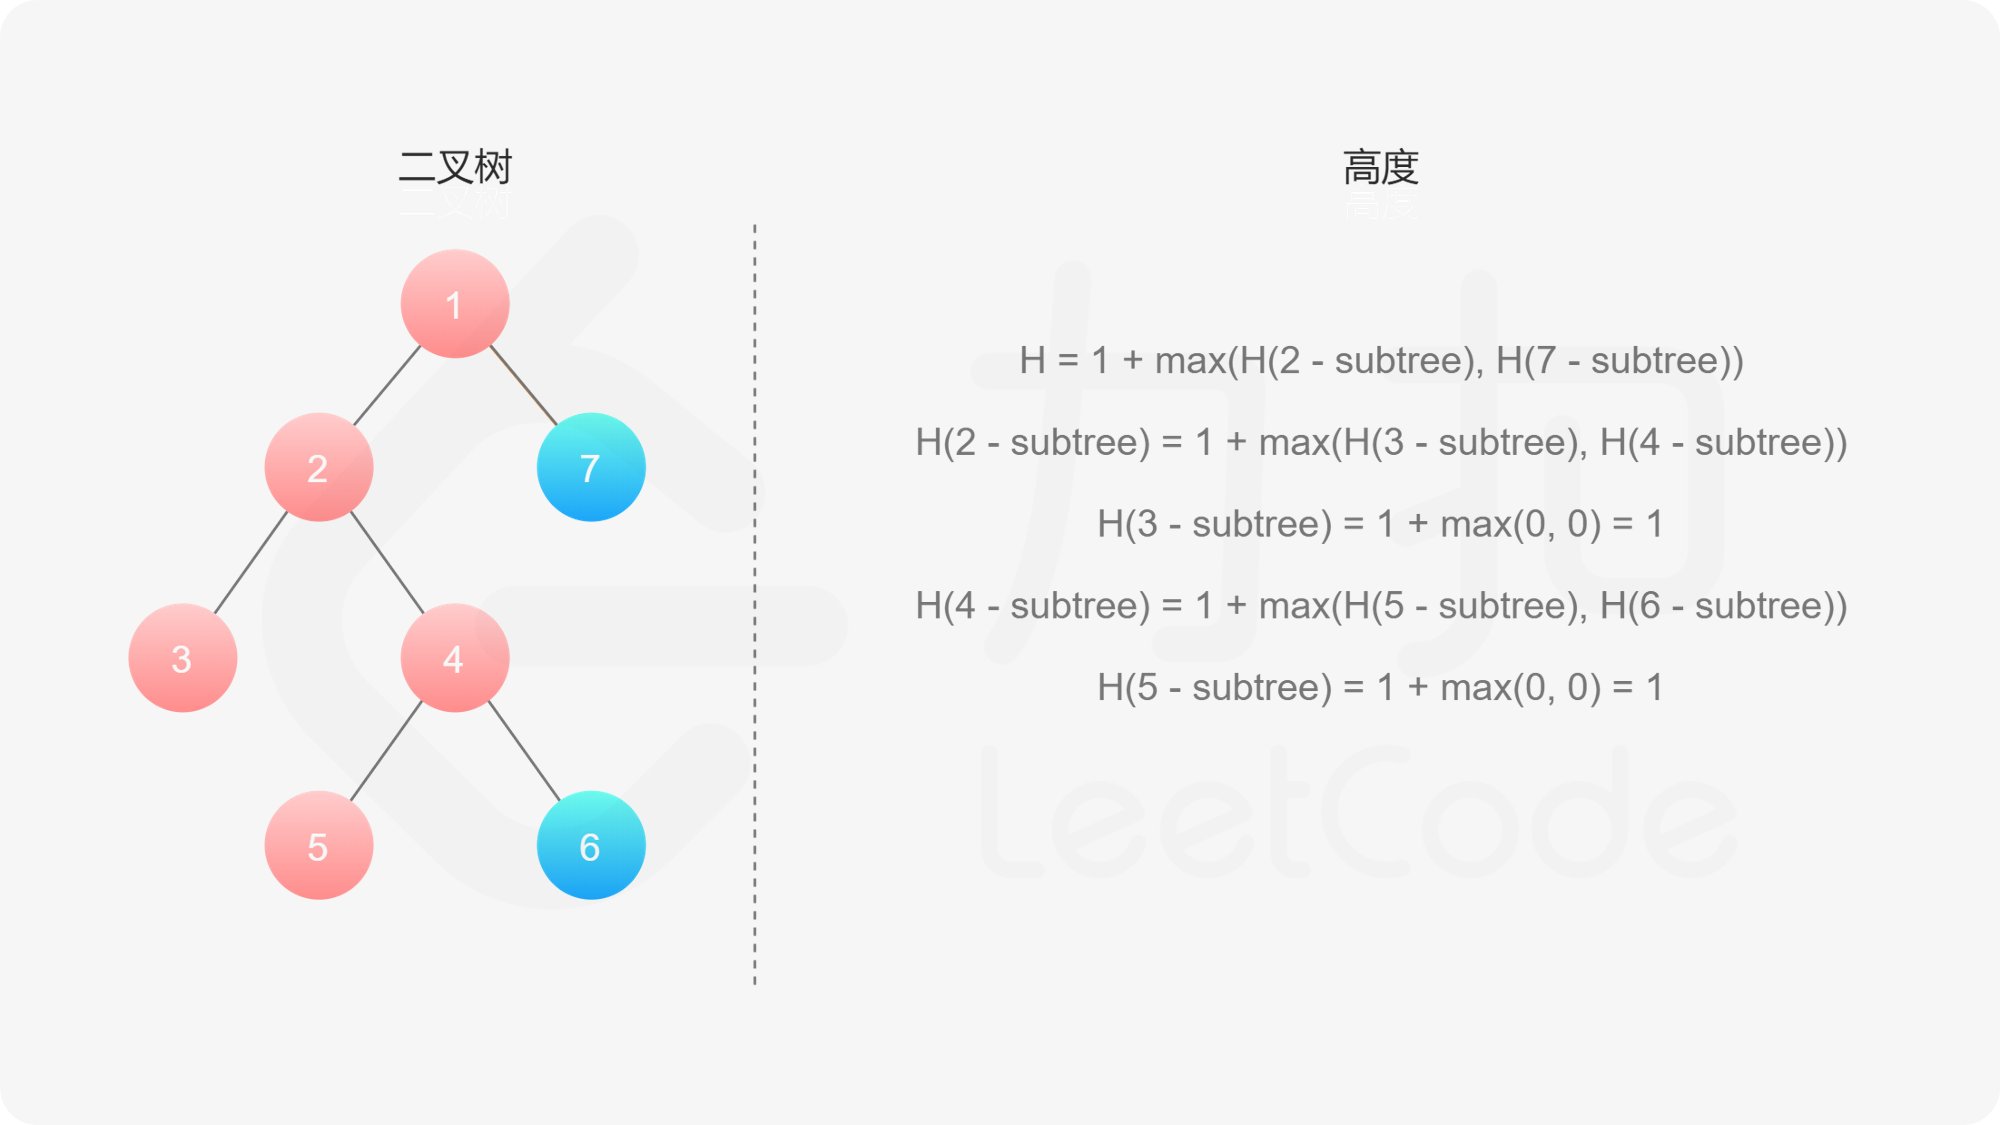 二叉树
1
2
7
3
4
5
6
高度
H = 1 + max(H(2 - subtree), H(7 - subtree))
H(2 - subtree) = 1 + max(H(3 - subtree), H(4 - subtree))
H(3 - subtree) = 1 + max(0, 0) = 1
H(4 - subtree) = 1 + max(H(5 - subtree), H(6 - subtree))
H(5 - subtree) = 1 + max(0, 0) = 1
力扣
LeetCode